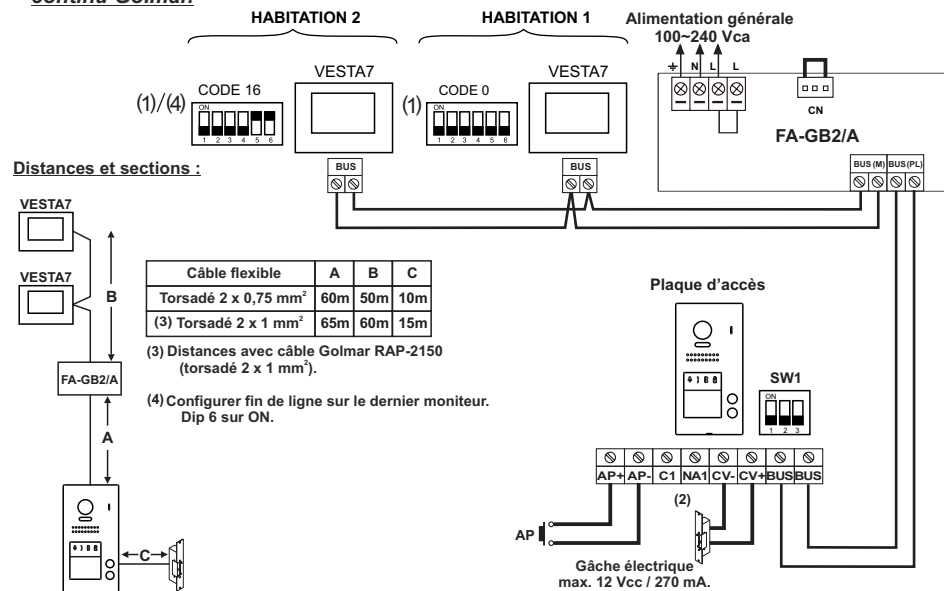 continu Golmar
HABITATION 2
HABITATION 1
Alimentation générale
100~240 Vca
N L L
CN
FA-GB2/A
BUS (M) BUS (PL)
(1)/(4)
CODE 16
ON
1 2 3 4 5 6
VESTA7
BUS
(1)
CODE 0
ON
1 2 3 4 5 6
VESTA7
BUS
Distances et sections :
VESTA7
VESTA7
B
FA-GB2/A
A
C
Câble flexible A B C
Torsadé 2 x 0,75 mm² 60m 50m 10m
(3) Torsadé 2 x 1 mm² 65m 60m 15m
(3) Distances avec câble Golmar RAP-2150
(torsadé 2 x 1 mm²).
(4) Configurer fin de ligne sur le dernier moniteur.
Dip 6 sur ON.
Plaque d’accès
SW1
ON
1 2 3
AP+ AP- C1 NA1 CV- CV+ BUS BUS
(2)
AP
Gâche électrique
max. 12 Vcc / 270 mA.